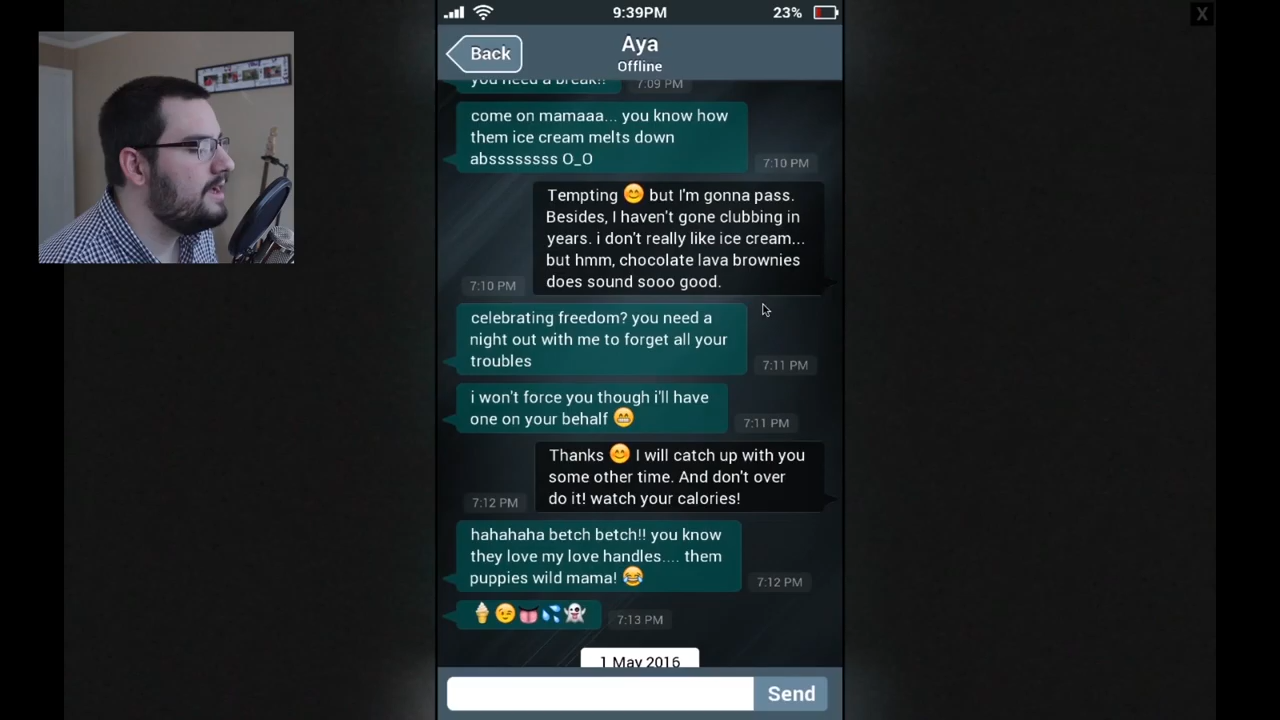 9:39PM
23%
X
Back
Aya
Offline
you need a break!!
7:09 PM
come on mamaaa... you know how
them ice cream melts down
absssssssss O_O
7:10 PM
Tempting 😊 but I'm gonna pass.
Besides, I haven't gone clubbing in
years. i don't really like ice cream...
but hmm, chocolate lava brownies
does sound sooo good.
7:10 PM
celebrating freedom? you need a
night out with me to forget all your
troubles
7:11 PM
i won't force you though i'll have
one on your behalf 😁
7:11 PM
Thanks 😊 I will catch up with you
some other time. And don't over
do it! watch your calories!
7:12 PM
hahahaha betch betch!! you know
they love my love handles.... them
puppies wild mama! 😂
7:12 PM
🍦😉👅💦👻
7:13 PM
1 May 2016
Send